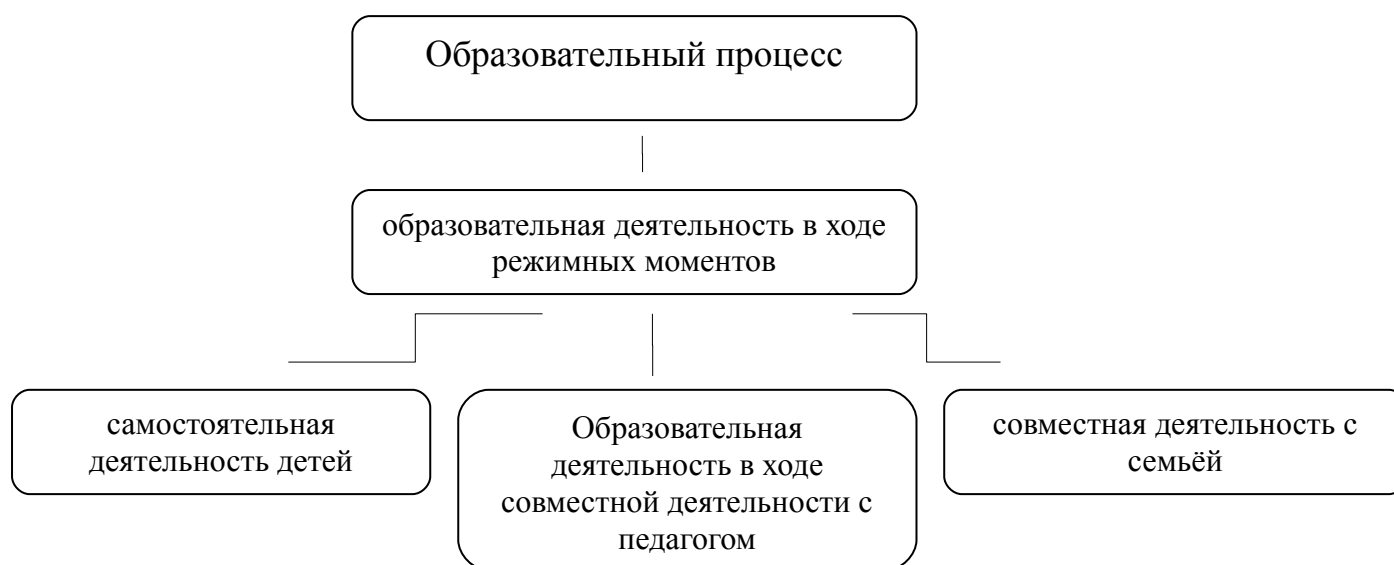 Образовательный процесс
образовательная деятельность в ходе
режимных моментов
самостоятельная
деятельность детей
Образовательная
деятельность в ходе
совместной деятельности с
педагогом
совместная деятельность с
семьёй